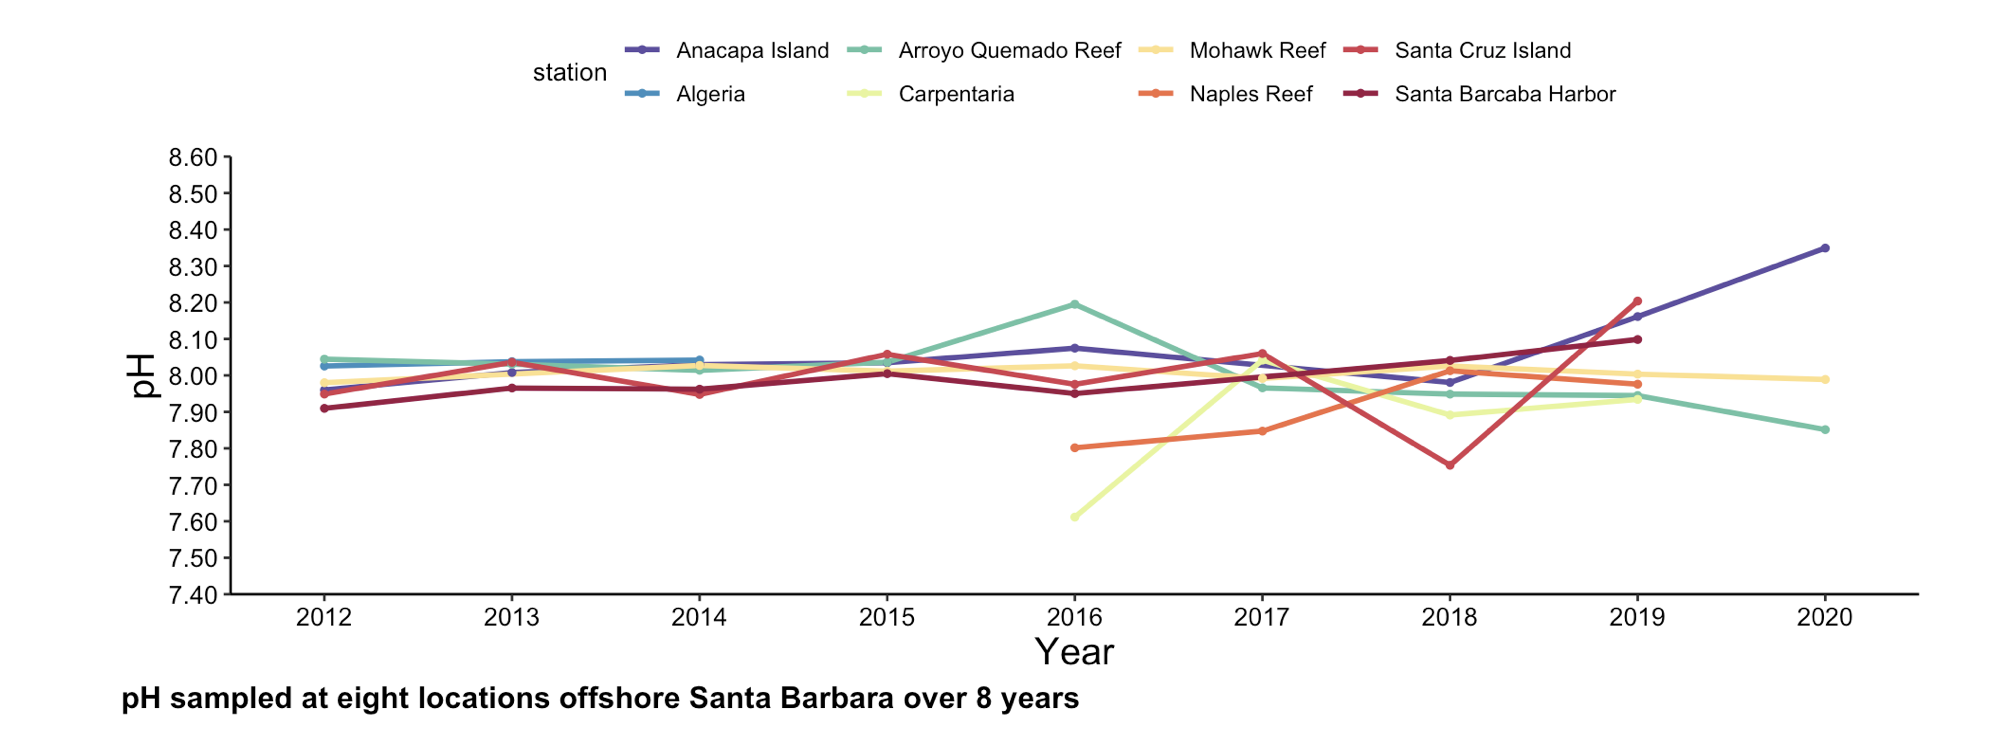 station
Anacapa Island
Arroyo Quemado Reef
Mohawk Reef
Santa Cruz Island
Algeria
Carpentaria
Naples Reef
Santa Barcaba Harbor
pH
8.60
8.50
8.40
8.30
8.20
8.10
8.00
7.90
7.80
7.70
7.60
7.50
7.40
2012 2013 2014 2015 2016 2017 2018 2019 2020
Year
pH sampled at eight locations offshore Santa Barbara over 8 years